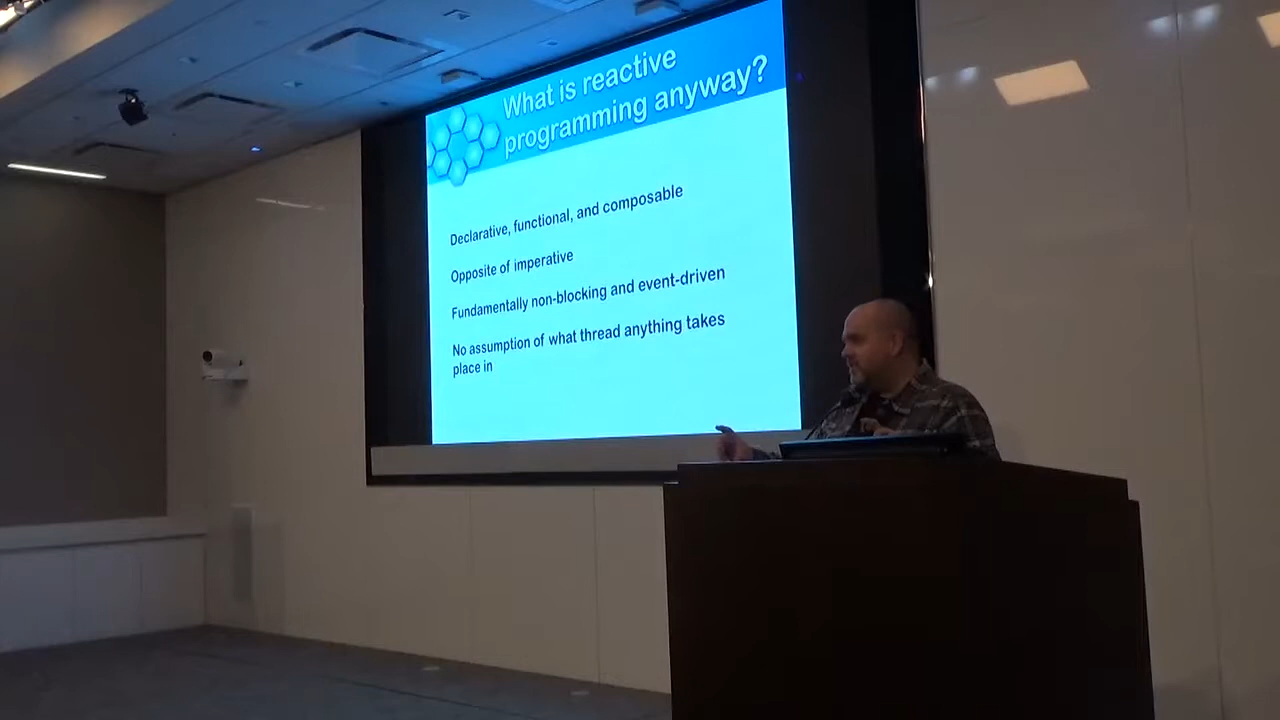 What is reactive
programming anyway?
Declarative, functional, and composable
Opposite of imperative
Fundamentally non-blocking and event-driven
No assumption of what thread anything takes
place in